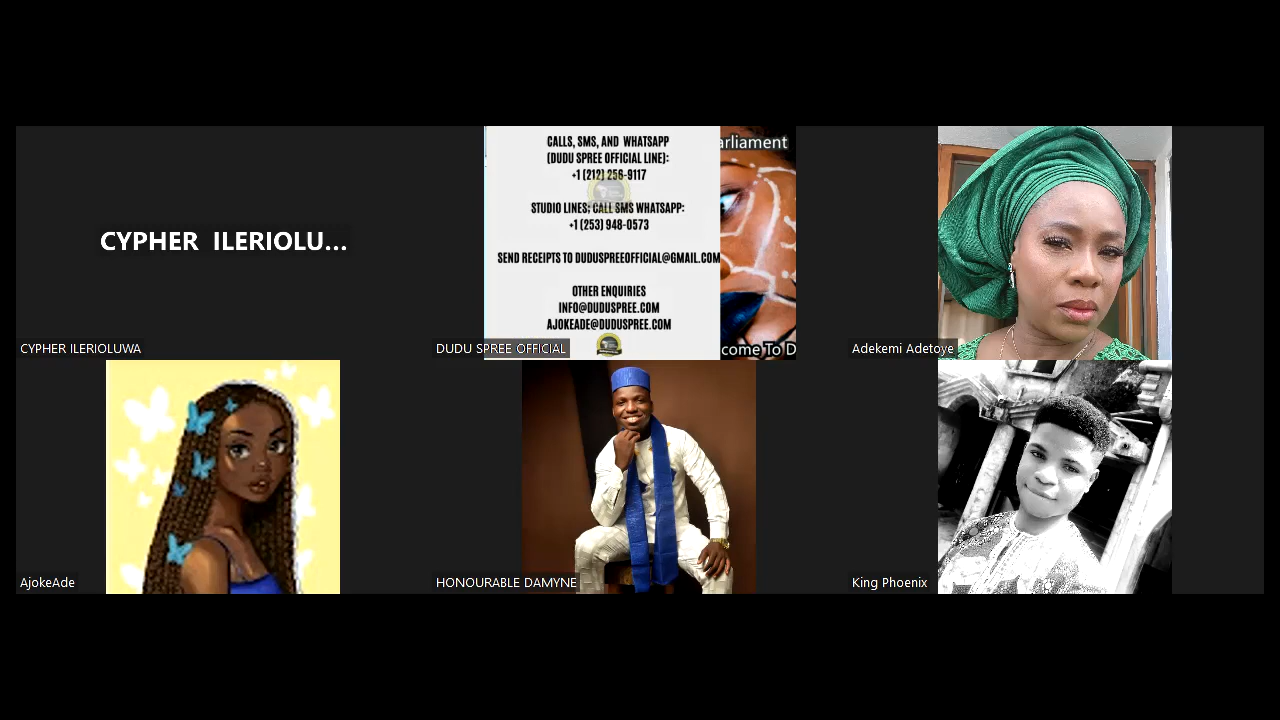 CYPHER ILERIOLU...
CYPHER ILERIOLUWA
CALLS, SMS, AND WHATSAPP
(DUDU SPREE OFFICIAL LINE):
+1 (212) 256-9117
STUDIO LINES; CALL SMS WHATSAPP:
+1 (253) 948-0573
SEND RECEIPTS TO DUDUSPREEOFFICIAL@GMAIL.COM
OTHER ENQUIRIES
INFO@DUDUSPREE.COM
AJOKEADE@DUDUSPREE.COM
arliament
come To D
DUDU SPREE OFFICIAL
Adekemi Adetoye
AjokeAde
HONOURABLE DAMYNE
King Phoenix